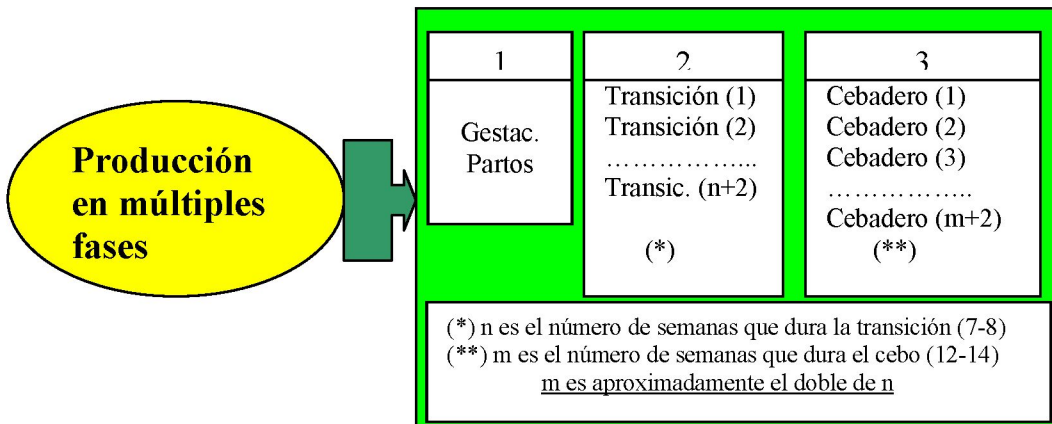 Producción
en múltiples
fases
1
Gestac.
Partos
2
Transición (1)
Transición (2)
……………...
Transic. (n+2)
(*)
3
Cebadero (1)
Cebadero (2)
Cebadero (3)
……………..
Cebadero (m+2)
(**)
(*) n es el número de semanas que dura la transición (7-8)
(**) m es el número de semanas que dura el cebo (12-14)
m es aproximadamente el doble de n